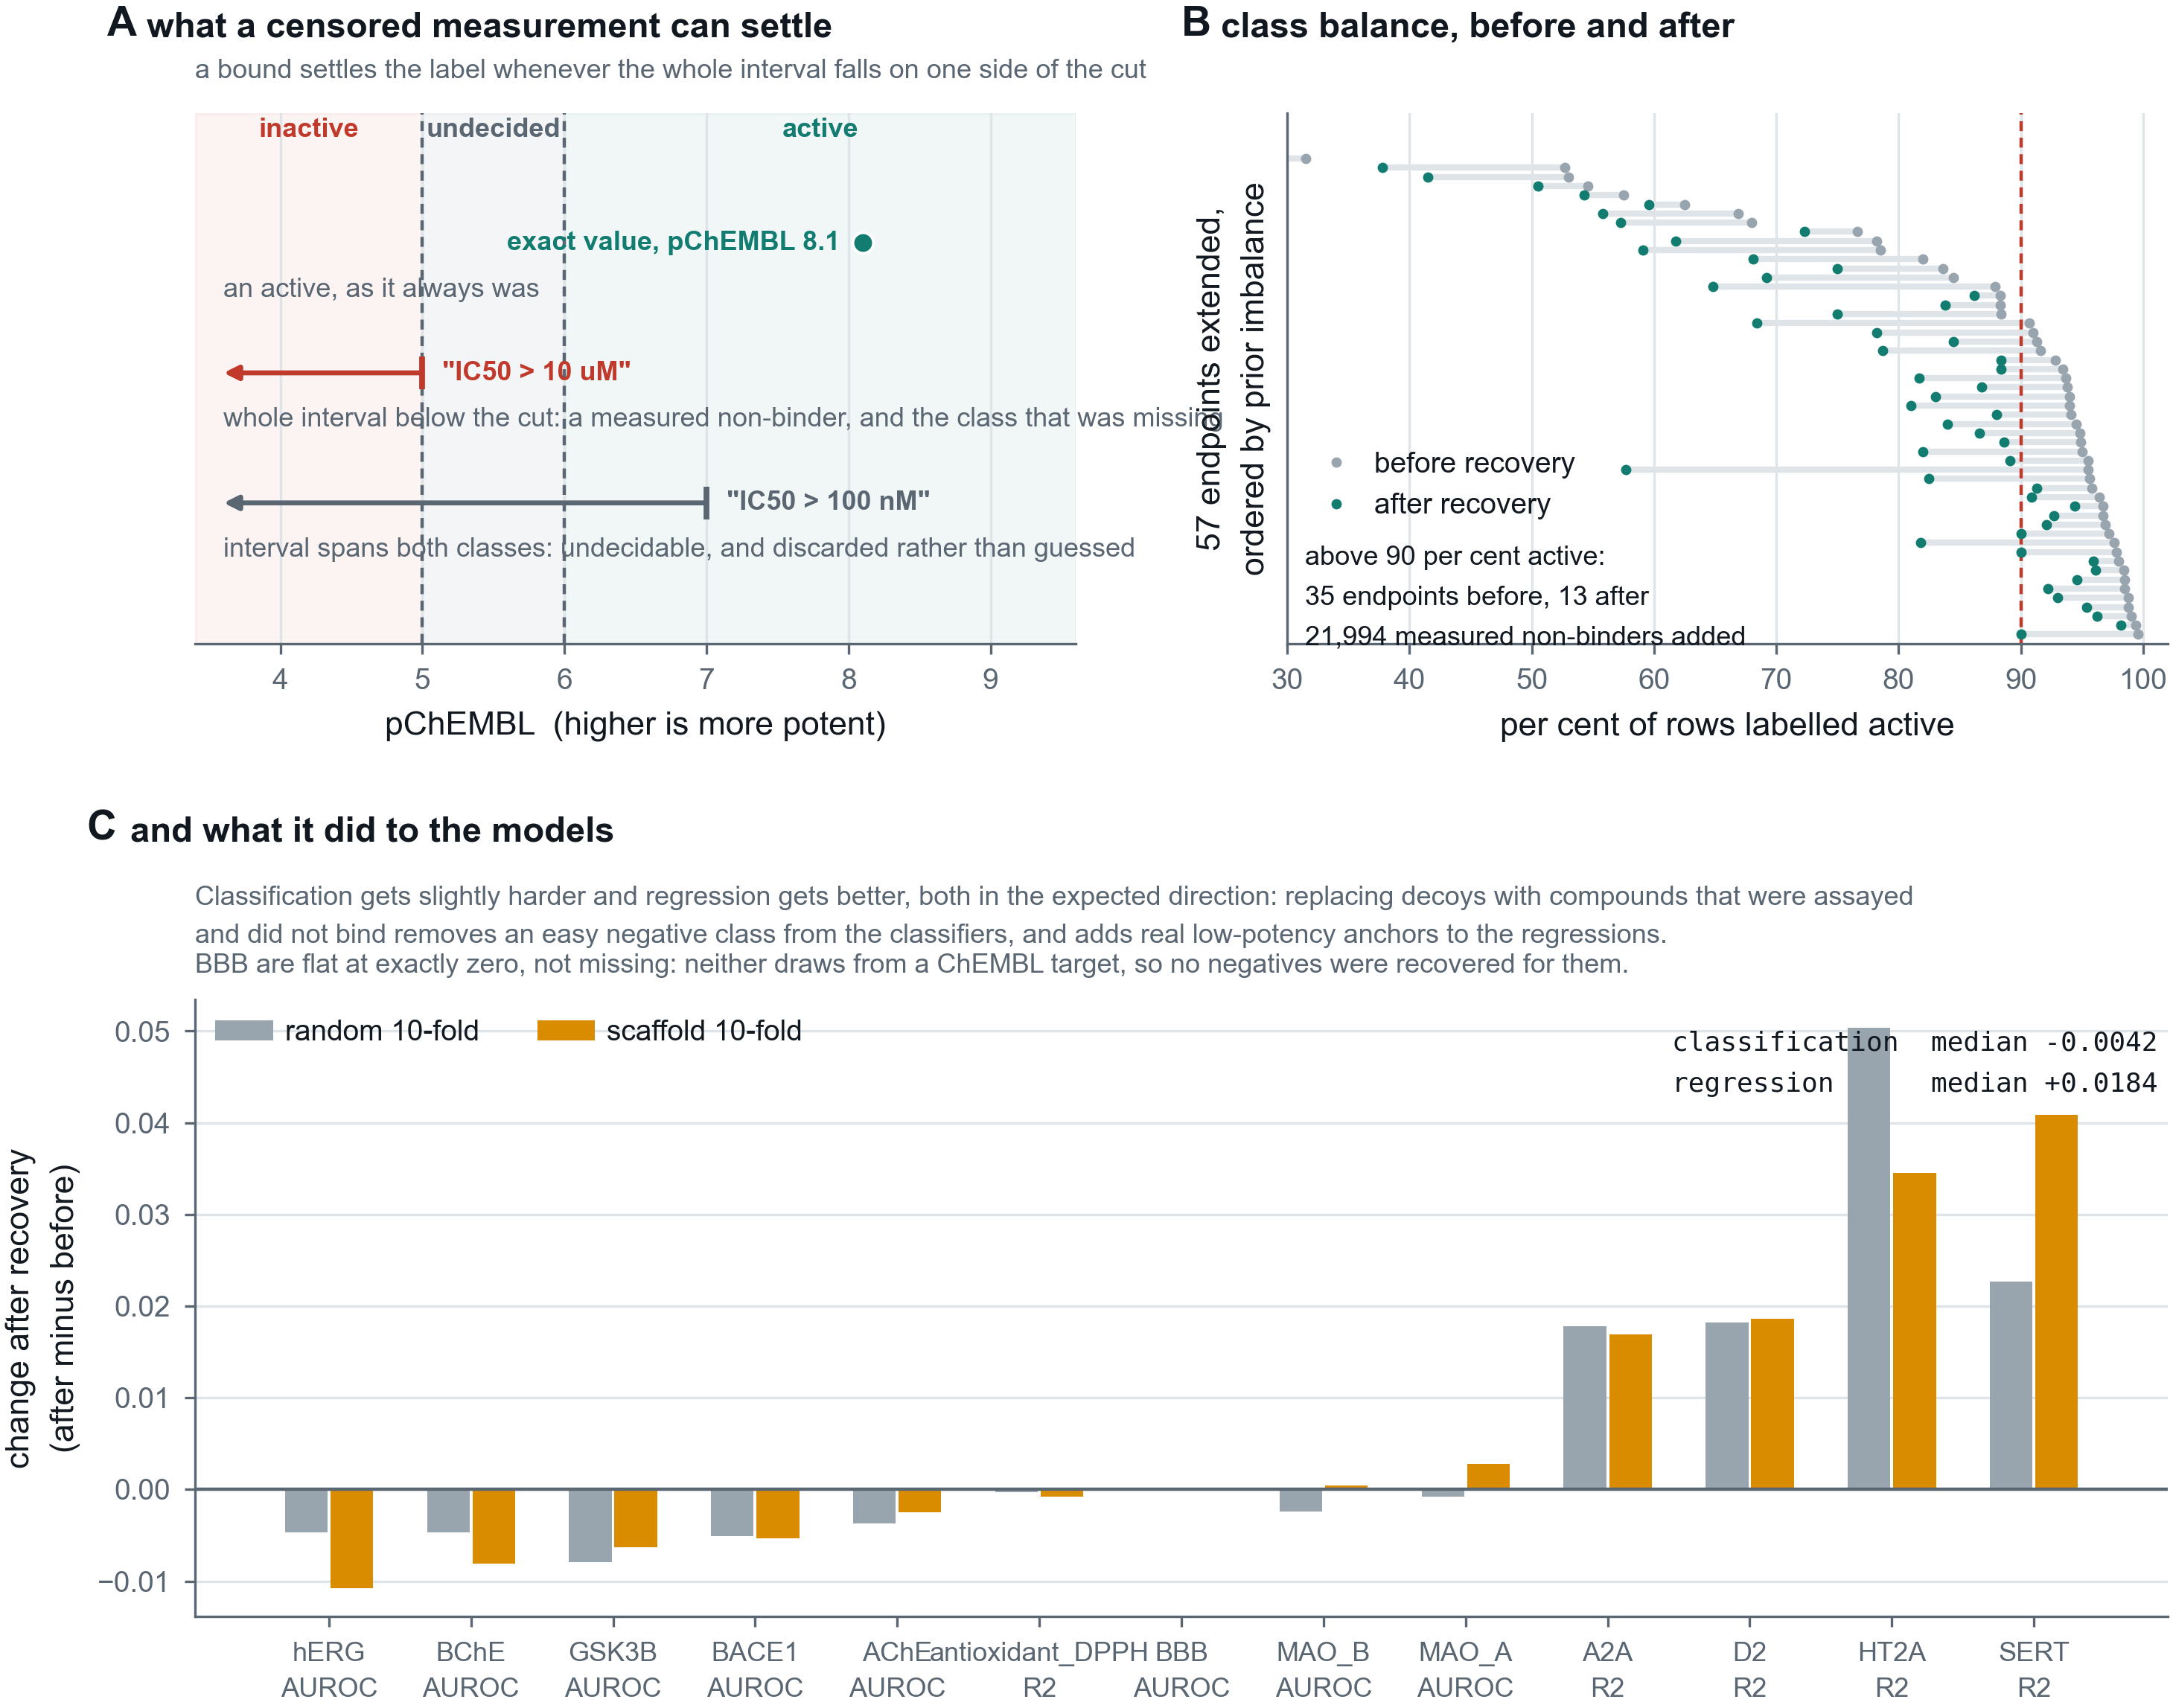 A what a censored measurement can settle
a bound settles the label whenever the whole interval falls on one side of the cut
inactive
undecided
active
exact value, pChEMBL 8.1
an active, as it always was
"IC50 > 10 uM"
whole interval below the cut: a measured non-binder, and the class that was missing
"IC50 > 100 nM"
interval spans both classes: undecidable, and discarded rather than guessed
4 5 6 7 8 9
pChEMBL (higher is more potent)
B class balance, before and after
57 endpoints extended,
ordered by prior imbalance
before recovery
after recovery
above 90 per cent active:
35 endpoints before, 13 after
21,994 measured non-binders added
30 40 50 60 70 80 90 100
per cent of rows labelled active
C and what it did to the models
Classification gets slightly harder and regression gets better, both in the expected direction: replacing decoys with compounds that were assayed
and did not bind removes an easy negative class from the classifiers, and adds real low-potency anchors to the regressions.
BBB are flat at exactly zero, not missing: neither draws from a ChEMBL target, so no negatives were recovered for them.
change after recovery
(after minus before)
0.05
0.04
0.03
0.02
0.01
0.00
−0.01
random 10-fold
scaffold 10-fold
classification median -0.0042
regression median +0.0184
hERG BChE GSK3B BACE1 AChE antioxidant_DPPH BBB MAO_B MAO_A A2A D2 HT2A SERT
AUROC AUROC AUROC AUROC AUROC R2 AUROC AUROC AUROC R2 R2 R2 R2